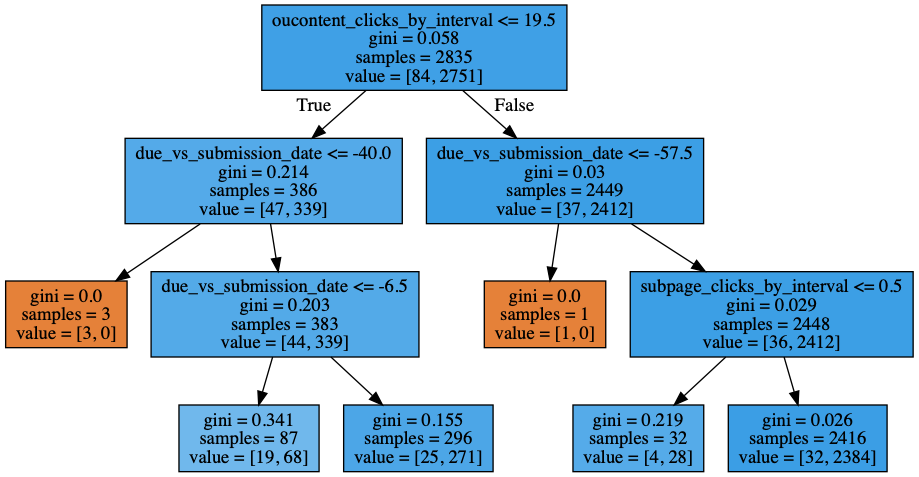 oucontent_clicks_by_interval <= 19.5
gini = 0.058
samples = 2835
value = [84, 2751]
True
False
due_vs_submission_date <= -40.0
gini = 0.214
samples = 386
value = [47, 339]
due_vs_submission_date <= -57.5
gini = 0.03
samples = 2449
value = [37, 2412]
gini = 0.0
samples = 3
value = [3, 0]
due_vs_submission_date <= -6.5
gini = 0.203
samples = 383
value = [44, 339]
gini = 0.0
samples = 1
value = [1, 0]
subpage_clicks_by_interval <= 0.5
gini = 0.029
samples = 2448
value = [36, 2412]
gini = 0.341
samples = 87
value = [19, 68]
gini = 0.155
samples = 296
value = [25, 271]
gini = 0.219
samples = 32
value = [4, 28]
gini = 0.026
samples = 2416
value = [32, 2384]